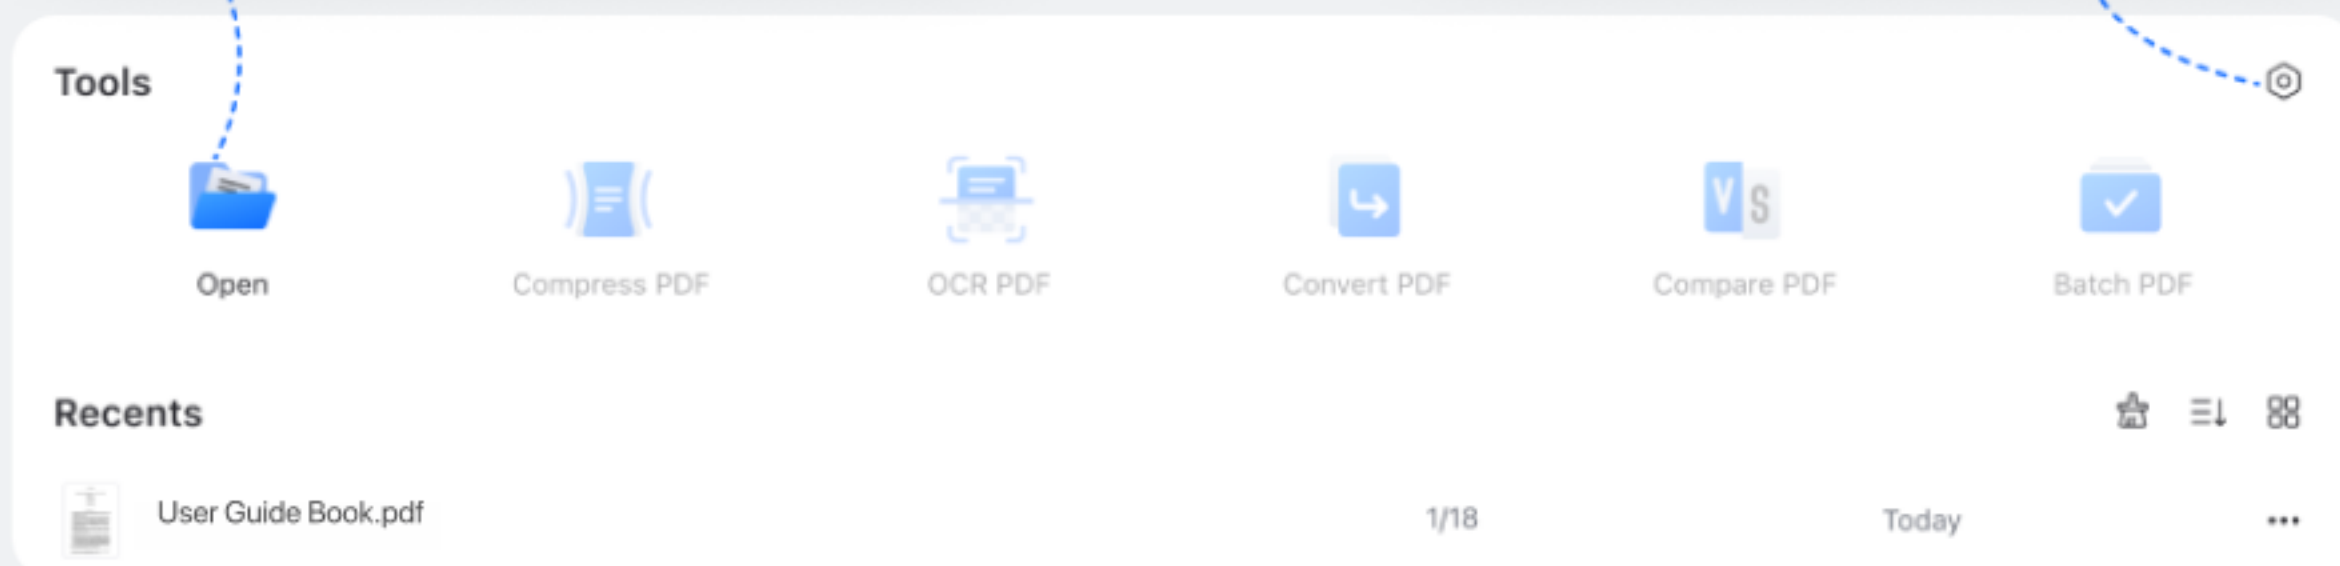 Tools
Open
Compress PDF
OCR PDF
Convert PDF
VS
Compare PDF
Batch PDF
Recents
User Guide Book.pdf 1/18 Today